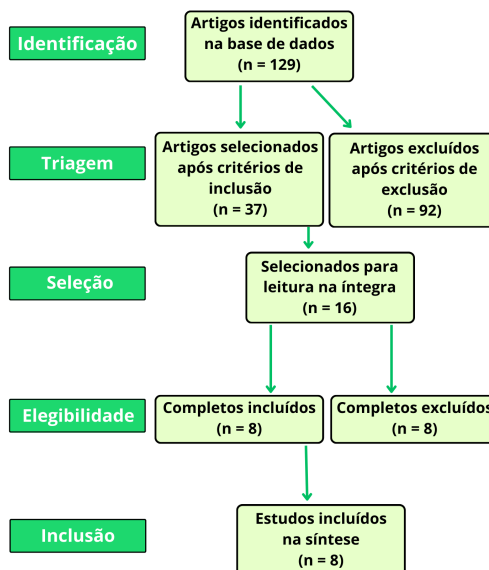 Identificação
Artigos identificados
na base de dados
(n = 129)
Triagem
Artigos selecionados
após critérios de
inclusão
(n = 37)
Artigos excluídos
após critérios de
exclusão
(n = 92)
Seleção
Selecionados para
leitura na íntegra
(n = 16)
Elegibilidade
Completos incluídos
(n = 8)
Completos excluídos
(n = 8)
Inclusão
Estudos incluídos
na síntese
(n = 8)